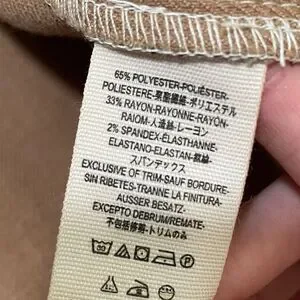 65% POLYESTER-POLIÉSTER-
POLIESTERE-聚酯纖維-ポリエステル
33% RAYON-RAYONNE-RAYON-
RAIOM-人造絲-レーヨン
2% SPANDEX-ÉLASTHANNE-
ELASTANO-ELASTAN-氨綸-
スパンデックス
EXCLUSIVE OF TRIM-SAUF BORDURE-
SIN RIBETES-TRANNE LA FINITURA-
AUSSER BESATZ-
EXCEPTO DEBRUM/REMATE-
不包括修着-トリムのみ